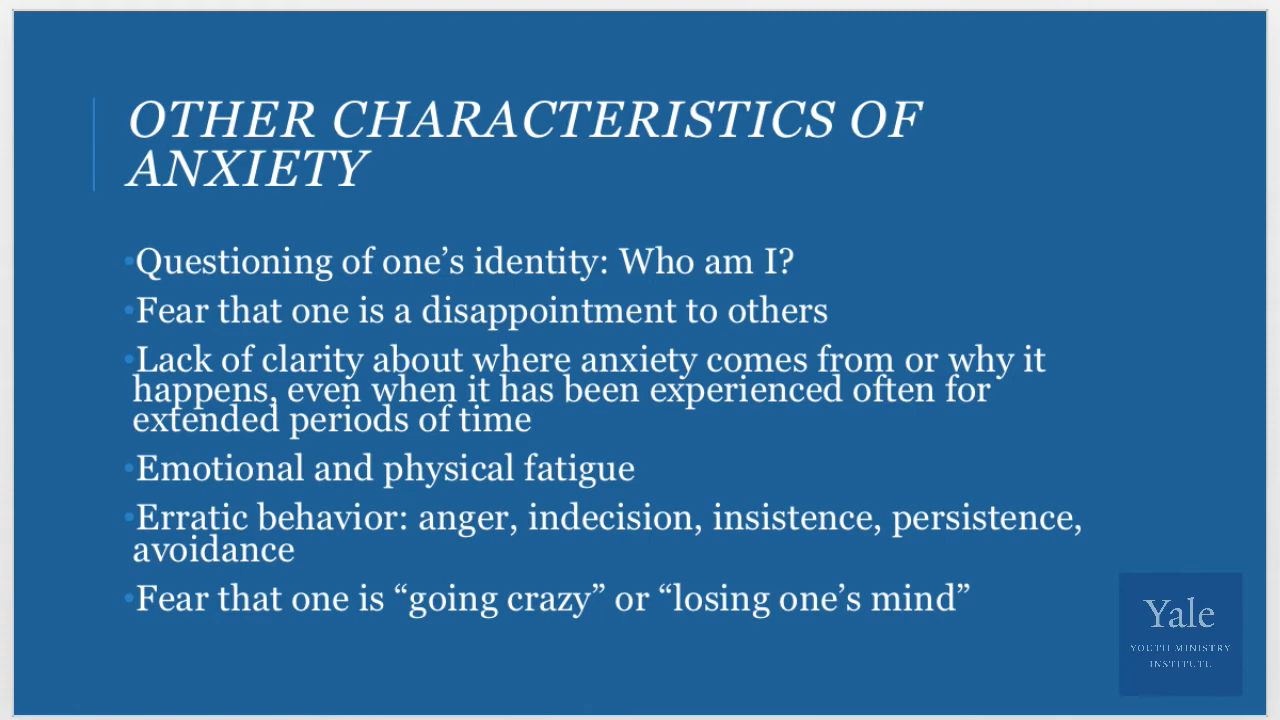 OTHER CHARACTERISTICS OF
ANXIETY
•Questioning of one’s identity: Who am I?
•Fear that one is a disappointment to others
•Lack of clarity about where anxiety comes from or why it
happens, even when it has been experienced often for
extended periods of time
•Emotional and physical fatigue
•Erratic behavior: anger, indecision, insistence, persistence,
avoidance
•Fear that one is “going crazy” or “losing one’s mind”
Yale
YOUTH MINISTRY
INSTITUTE